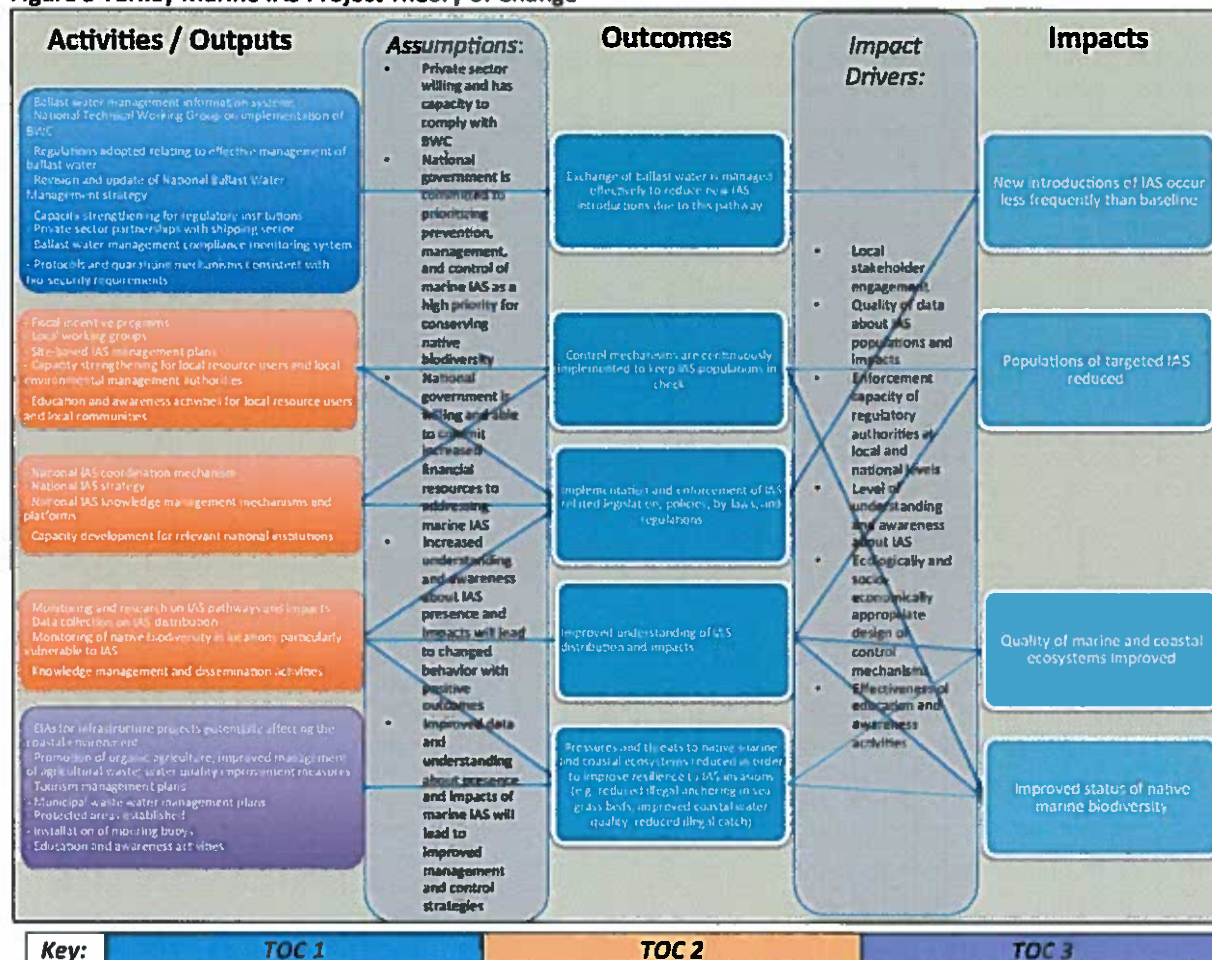 Figure 3 Turkey Marine IAS Project Theory of Change
Activities / Outputs
- Ballast water management information systems
- National Technical Working Group on implementation of
BWC
- Regulations adopted relating to effective management of
ballast water
- Revision and update of National Ballast Water
Management strategy
- Capacity strengthening for regulatory institutions
- Private sector partnerships with shipping sector
- Ballast water management compliance monitoring system
- Protocols and quarantine mechanisms consistent with
bio security requirements
- Fiscal incentive programs
- Local working groups
- Site-based IAS management plans
- Capacity strengthening for local resource users and local
environmental management authorities
- Education and awareness activities for local resource users
and local communities
- National IAS coordination mechanism
- National IAS strategy
- National IAS knowledge management mechanisms and
platforms
- Capacity development for relevant national institutions
- Monitoring and research on IAS pathways and impacts
- Data collection on IAS distribution
- Monitoring of native biodiversity in locations particularly
vulnerable to IAS
- Knowledge management and dissemination activities
- EIAs for infrastructure projects potentially affecting the
coastal environment
- Promotion of organic agriculture, improved management
of agricultural waste, water quality improvement measures
- Tourism management plans
- Municipal waste water management plans
- Protected areas established
- Installation of mooring buoys
- Education and awareness activities
Assumptions:
• Private sector
willing and has
capacity to
comply with
BWC
• National
government is
committed to
prioritizing
prevention,
management,
and control of
marine IAS as a
high priority for
conserving
native
biodiversity
• National
government is
willing and able
to commit
increased
financial
resources to
addressing
marine IAS
• Increased
understanding
and awareness
about IAS
presence and
impacts will lead
to changed
behavior with
positive
outcomes
• Improved data
and
understanding
about presence
and impacts of
marine IAS will
lead to
improved
management
and control
strategies
Outcomes
Exchange of ballast water is managed
effectively to reduce new IAS
introductions due to this pathway
Control mechanisms are continuously
implemented to keep IAS populations in
check
Implementation and enforcement of IAS
related legislation, policies, by laws, and
regulations
Improved understanding of IAS
distribution and impacts
Pressures and threats to native marine
and coastal ecosystems reduced in order
to improve resilience to IAS invasions
(e.g. reduced illegal anchoring in sea
grass beds, improved coastal water
quality, reduced illegal catch)
Impact
Drivers:
• Local
stakeholder
engagement
• Quality of data
about IAS
populations and
impacts
• Enforcement
capacity of
regulatory
authorities at
local and
national levels
• Level of
understanding
and awareness
about IAS
• Ecologically and
socio
economically
appropriate
design of
control
mechanisms
• Effectiveness of
education and
awareness
activities
Impacts
New introductions of IAS occur
less frequently than baseline
Populations of targeted IAS
reduced
Quality of marine and coastal
ecosystems improved
Improved status of native
marine biodiversity
Key:
TOC 1
TOC 2
TOC 3